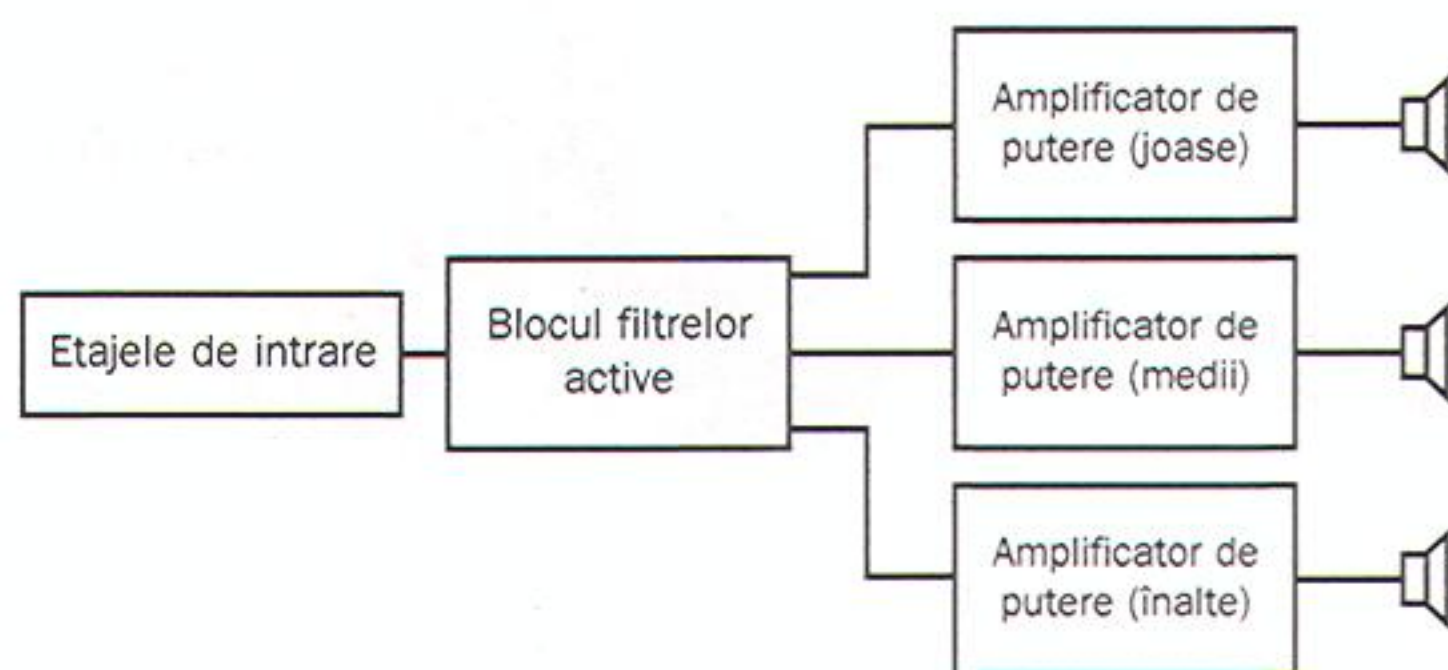 Amplificator de
putere (joase)
Etajele de intrare
Blocul filtrelor
active
Amplificator de
putere (medii)
Amplificator de
putere (înalte)